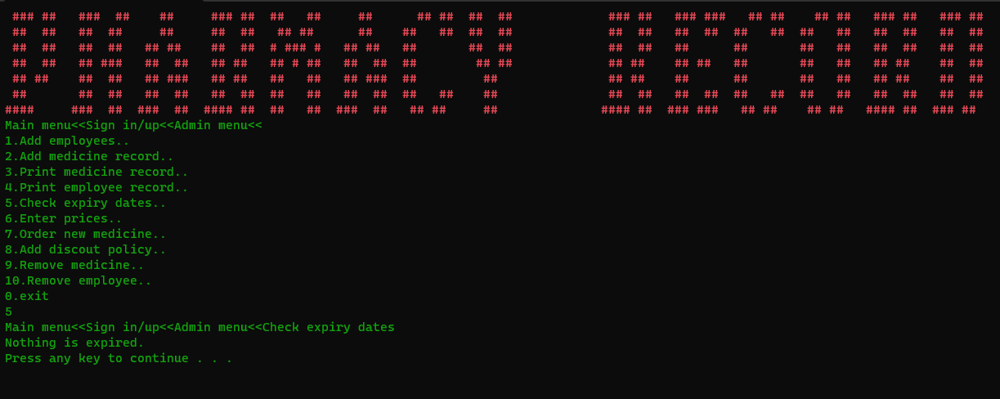 PHARMACY RECORD
Main menu<<Sign in/up<<Admin menu<<
1.Add employees..
2.Add medicine record..
3.Print medicine record..
4.Print employee record..
5.Check expiry dates..
6.Enter prices..
7.Order new medicine..
8.Add discout policy..
9.Remove medicine..
10.Remove employee..
0.exit
5
Main menu<<Sign in/up<<Admin menu<<Check expiry dates
Nothing is expired.
Press any key to continue . . .